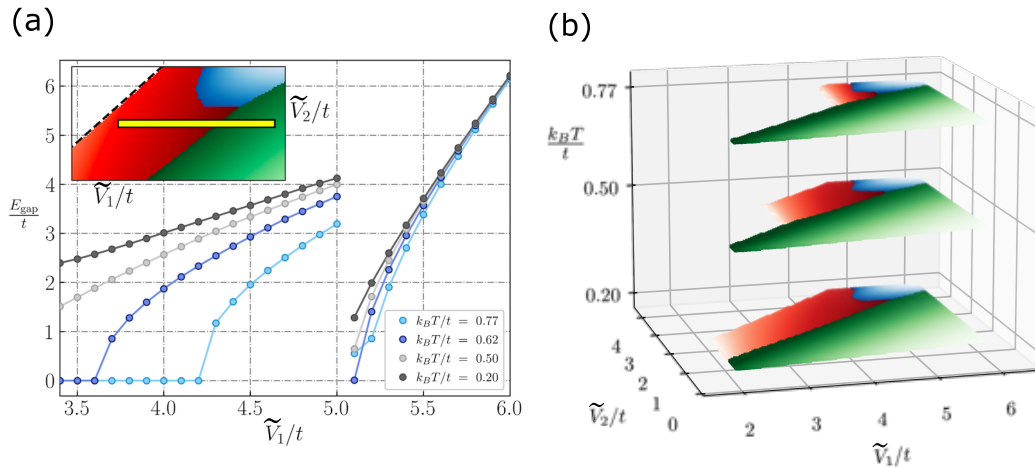 (a)
6
5
4
3
2
1
0
E_gap/t
Ṽ₂/t
Ṽ₁/t
k_BT/t = 0.77
k_BT/t = 0.62
k_BT/t = 0.50
k_BT/t = 0.20
3.5 4.0 4.5 5.0 5.5 6.0
Ṽ₁/t
(b)
0.77
k_BT/t
0.50
0.20
4
3
2
1
0
Ṽ₂/t
2 3 4 5 6
Ṽ₁/t